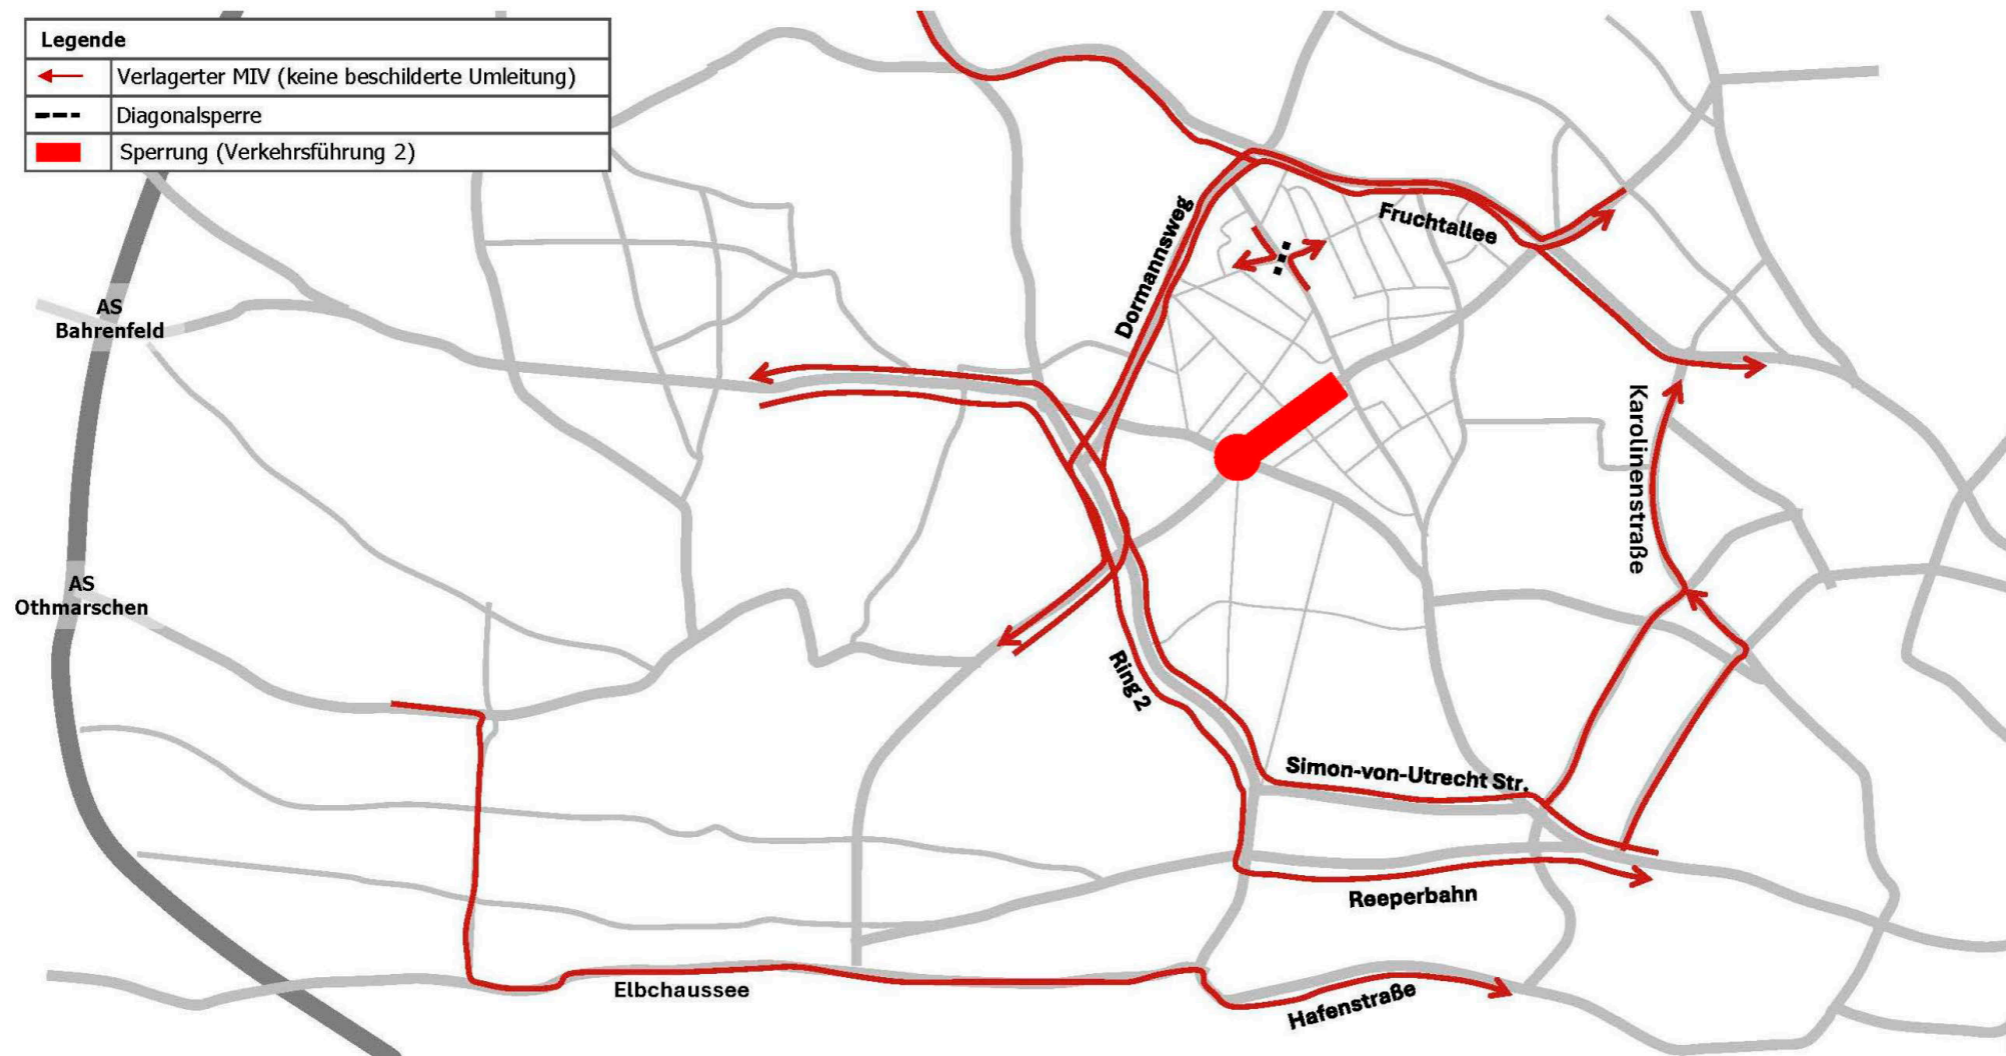 Legende
Verlagerter MIV (keine beschilderte Umleitung)
Diagonalsperre
Sperrung (Verkehrsführung 2)
Dormannsweg
Fruchtallee
AS
Bahrenfeld
Karolinenstraße
AS
Othmarschen
Ring 2
Simon-von-Utrecht Str.
Reeperbahn
Elbchaussee
Hafenstraße